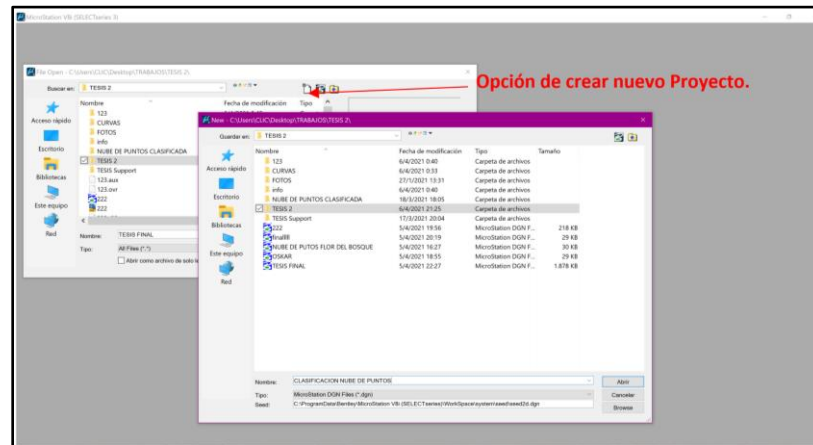 MicroStation V8i (SELECTseries 3)
File Open - C:\Users\CLIC\Desktop\TRABAJOS\TESIS 2\
Buscar en: TESIS 2
Opción de crear nuevo Proyecto.
Nombre Fecha de modificación Tipo
Acceso rápido
Escritorio
Bibliotecas
Este equipo
Red
123
CURVAS
FOTOS
info
NUBE DE PUNTOS CLASIFICADA
TESIS 2
TESIS Support
123.aux
123.ovr
222
222
Nombre: TESIS FINAL
Tipo: All Files (*.*)
Abrir como archivo de solo
New - C:\Users\CLIC\Desktop\TRABAJOS\TESIS 2\
Guardar en: TESIS 2
Acceso rápido
Escritorio
Bibliotecas
Este equipo
Red
Nombre Fecha de modificación Tipo Tamaño
123 6/4/2021 0:40 Carpeta de archivos
CURVAS 6/4/2021 0:33 Carpeta de archivos
FOTOS 27/1/2021 13:31 Carpeta de archivos
info 6/4/2021 0:40 Carpeta de archivos
NUBE DE PUNTOS CLASIFICADA 18/3/2021 18:05 Carpeta de archivos
TESIS 2 6/4/2021 21:25 Carpeta de archivos
TESIS Support 17/3/2021 20:04 Carpeta de archivos
222 5/4/2021 19:56 MicroStation DGN F... 218 KB
5/4/2021 20:19 MicroStation DGN F... 29 KB
NUBE DE PUTOS FLOR DEL BOSQUE 5/4/2021 16:27 MicroStation DGN F... 30 KB
OSKAR 5/4/2021 18:55 MicroStation DGN F... 29 KB
TESIS FINAL 5/4/2021 22:27 MicroStation DGN F... 1.878 KB
Nombre: CLASIFICACION NUBE DE PUNTOS Abrir
Tipo: MicroStation DGN Files (*.dgn) Cancelar
Seed: C:\ProgramData\Bentley\MicroStation V8i (SELECTseries)\WorkSpace\system\seed\seed2d.dgn Browse